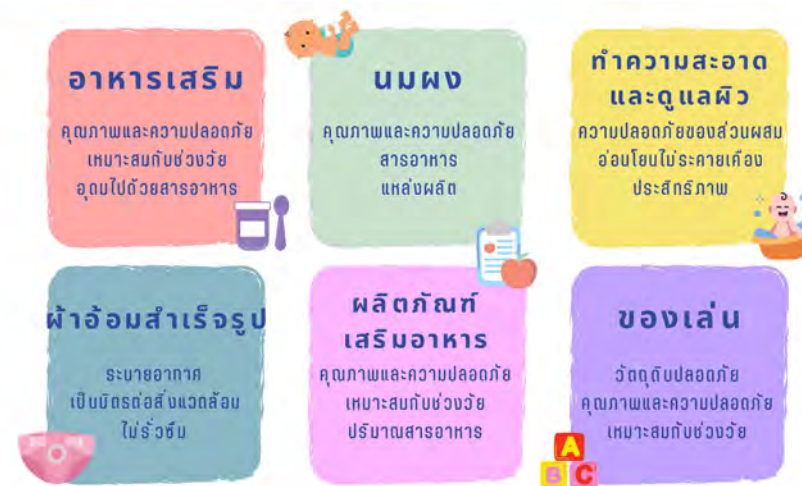 อาหารเสริม
คุณภาพและความปลอดภัย
เหมาะสมกับช่วงวัย
อุดมไปด้วยสารอาหาร
นมผง
คุณภาพและความปลอดภัย
สารอาหาร
แหล่งผลิต
ทำความสะอาด
และดูแลผิว
ความปลอดภัยของส่วนผสม
อ่อนโยนไม่ระคายเคือง
ประสิทธิภาพ
ผ้าอ้อมสำเร็จรูป
ระบายอากาศ
เป็นมิตรต่อสิ่งแวดล้อม
ไม่รั่วซึม
ผลิตภัณฑ์
เสริมอาหาร
คุณภาพและความปลอดภัย
เหมาะสมกับช่วงวัย
ปริมาณสารอาหาร
ของเล่น
วัตถุดิบปลอดภัย
คุณภาพและความปลอดภัย
เหมาะสมกับช่วงวัย
A
B C